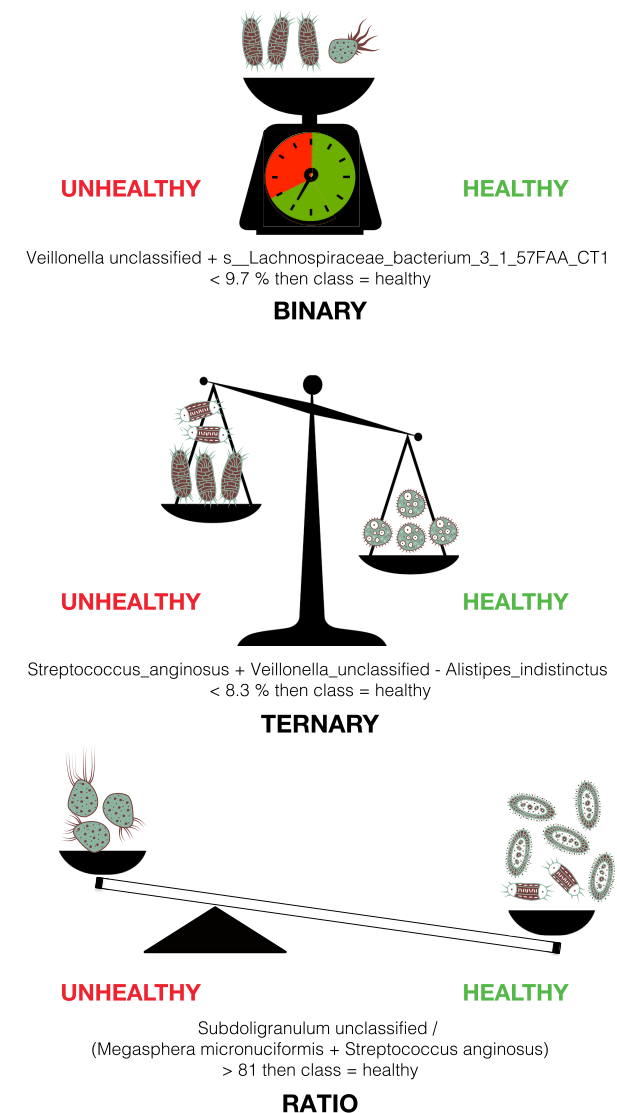 UNHEALTHY
HEALTHY
Veillonella unclassified + s__Lachnospiraceae_bacterium_3_1_57FAA_CT1
< 9.7 % then class = healthy
BINARY
UNHEALTHY
HEALTHY
Streptococcus_anginosus + Veillonella_unclassified - Alistipes_indistinctus
< 8.3 % then class = healthy
TERNARY
UNHEALTHY
HEALTHY
Subdoligranulum unclassified /
(Megasphera micronuciformis + Streptococcus anginosus)
> 81 then class = healthy
RATIO